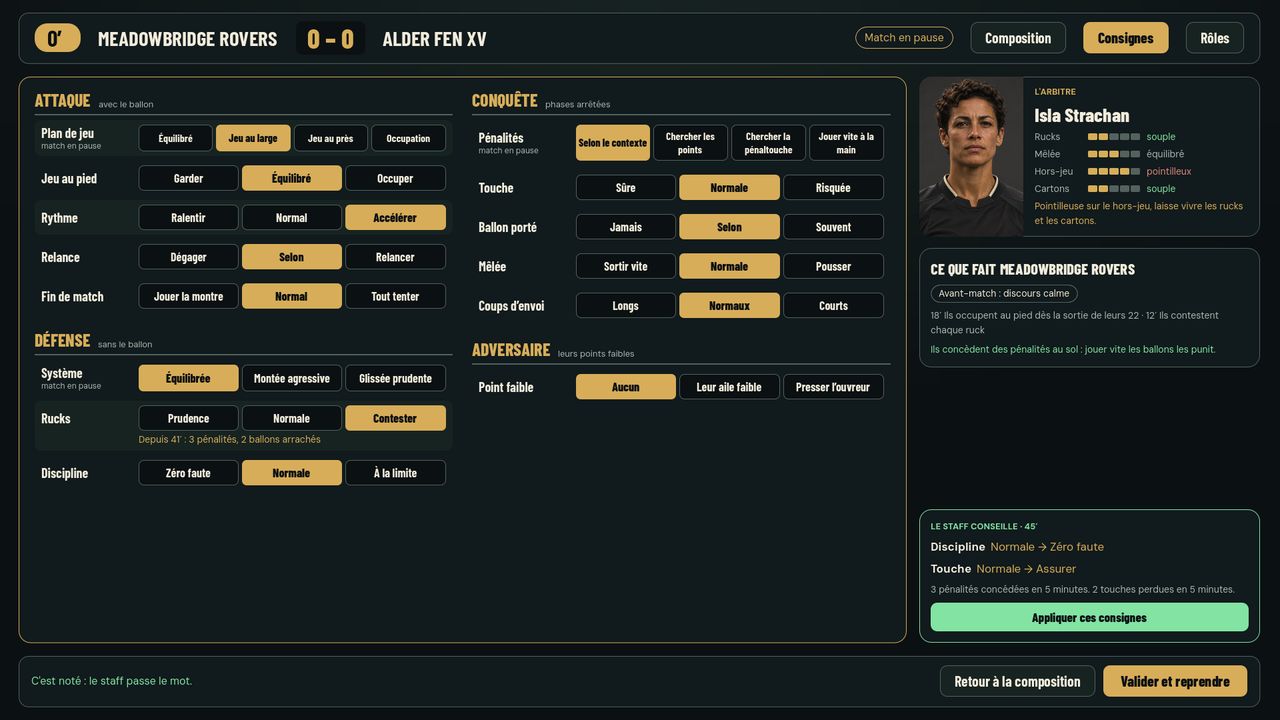 0’ MEADOWBRIDGE ROVERS 0 – 0 ALDER FEN XV
Match en pause Composition Consignes Rôles
ATTAQUE avec le ballon
Plan de jeu
match en pause
Équilibré Jeu au large Jeu au près Occupation
Jeu au pied Garder Équilibré Occuper
Rythme Ralentir Normal Accélérer
Relance Dégager Selon Relancer
Fin de match Jouer la montre Normal Tout tenter
DÉFENSE sans le ballon
Système
match en pause
Équilibrée Montée agressive Glissée prudente
Rucks Prudence Normale Contester
Depuis 41’ : 3 pénalités, 2 ballons arrachés
Discipline Zéro faute Normale À la limite
CONQUÊTE phases arrêtées
Pénalités
match en pause
Selon le contexte
Chercher les
points
Chercher la
pénaltouche
Jouer vite à la
main
Touche Sûre Normale Risquée
Ballon porté Jamais Selon Souvent
Mêlée Sortir vite Normale Pousser
Coups d’envoi Longs Normaux Courts
ADVERSAIRE leurs points faibles
Point faible Aucun Leur aile faible Presser l’ouvreur
L’ARBITRE
Isla Strachan
Rucks souple
Mêlée équilibré
Hors-jeu pointilleux
Cartons souple
Pointilleuse sur le hors-jeu, laisse vivre les rucks
et les cartons.
CE QUE FAIT MEADOWBRIDGE ROVERS
Avant-match : discours calme
18’ Ils occupent au pied dès la sortie de leurs 22 · 12’ Ils contestent
chaque ruck
Ils concèdent des pénalités au sol : jouer vite les ballons les punit.
LE STAFF CONSEILLE · 45’
Discipline Normale → Zéro faute
Touche Normale → Assurer
3 pénalités concédées en 5 minutes. 2 touches perdues en 5 minutes.
Appliquer ces consignes
C’est noté : le staff passe le mot.
Retour à la composition Valider et reprendre